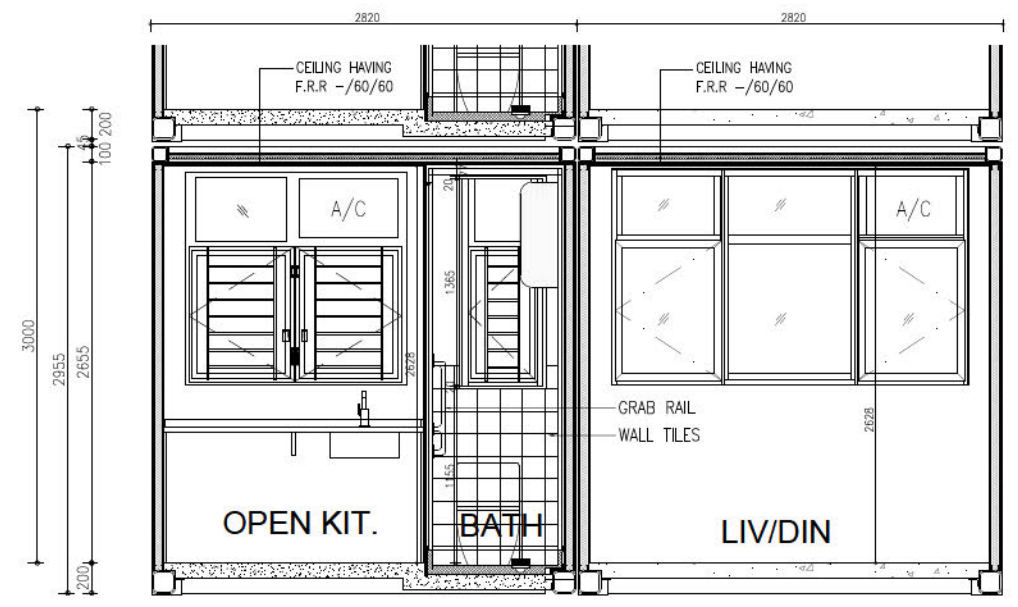 2820
2820
CEILING HAVING
F.R.R -/60/60
CEILING HAVING
F.R.R -/60/60
200
45
100
20
A/C
A/C
1365
3000
2955
2655
2628
GRAB RAIL
2628
WALL TILES
1155
OPEN KIT.
BATH
LIV/DIN
200